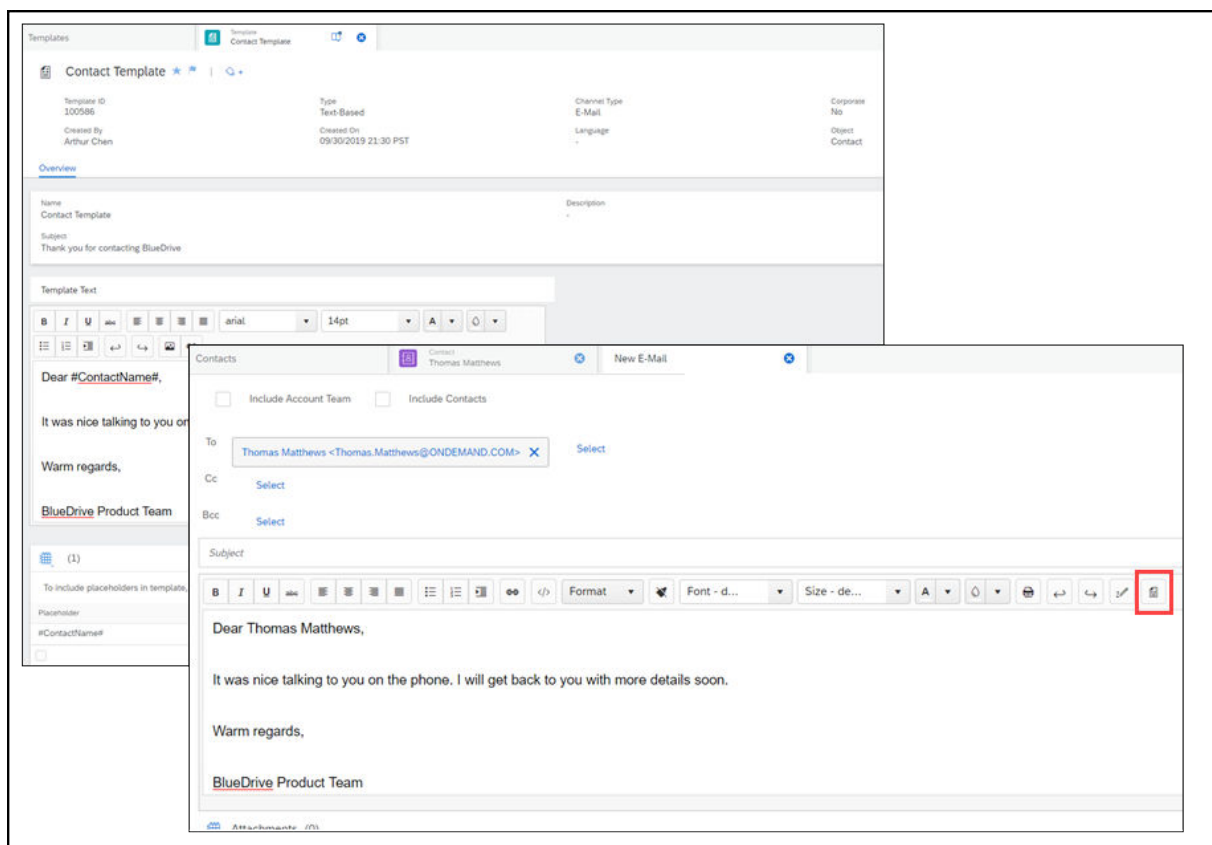 Templates
Template
Contact Template
Contact Template
Template ID
100586
Type
Text-Based
Channel Type
E-Mail
Corporate
No
Created By
Arthur Chen
Created On
09/30/2019 21:30 PST
Language
-
Object
Contact
Overview
Name
Contact Template
Description
-
Subject
Thank you for contacting BlueDrive
Template Text
B I U abc arial 14pt A
Dear #ContactName#,
It was nice talking to you on
Warm regards,
BlueDrive Product Team
(1)
To include placeholders in template,
Placeholder
#ContactName#
Contacts
Contact
Thomas Matthews
New E-Mail
Include Account Team Include Contacts
To
Thomas Matthews <Thomas.Matthews@ONDEMAND.COM> Select
Cc Select
Bcc Select
Subject
B I U abc </> Format Font - d... Size - de... A
Dear Thomas Matthews,
It was nice talking to you on the phone. I will get back to you with more details soon.
Warm regards,
BlueDrive Product Team
Attachments (0)